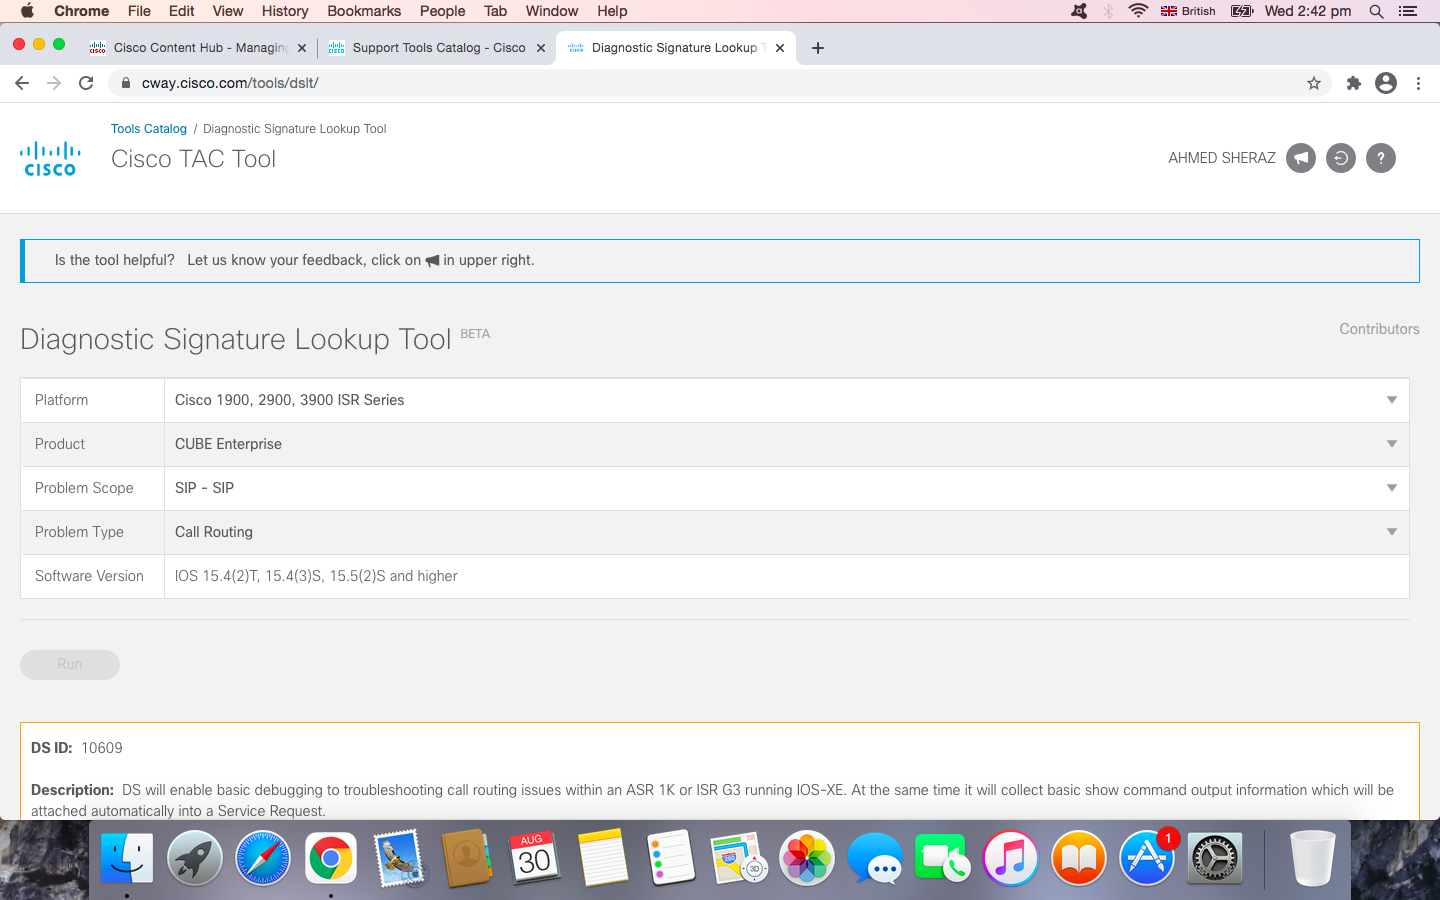 Chrome File Edit View History Bookmarks People Tab Window Help British Wed 2:42 pm
Cisco Content Hub - Managing Support Tools Catalog - Cisco Diagnostic Signature Lookup
cway.cisco.com/tools/dslt/
Tools Catalog / Diagnostic Signature Lookup Tool
CISCO
Cisco TAC Tool
AHMED SHERAZ ?
Is the tool helpful? Let us know your feedback, click on in upper right.
Diagnostic Signature Lookup Tool BETA
Contributors
Platform Cisco 1900, 2900, 3900 ISR Series
Product CUBE Enterprise
Problem Scope SIP - SIP
Problem Type Call Routing
Software Version IOS 15.4(2)T, 15.4(3)S, 15.5(2)S and higher
Run
DS ID: 10609
Description: DS will enable basic debugging to troubleshooting call routing issues within an ASR 1K or ISR G3 running IOS-XE. At the same time it will collect basic show command output information which will be
attached automatically into a Service Request.
AUG
30
280
3D
1